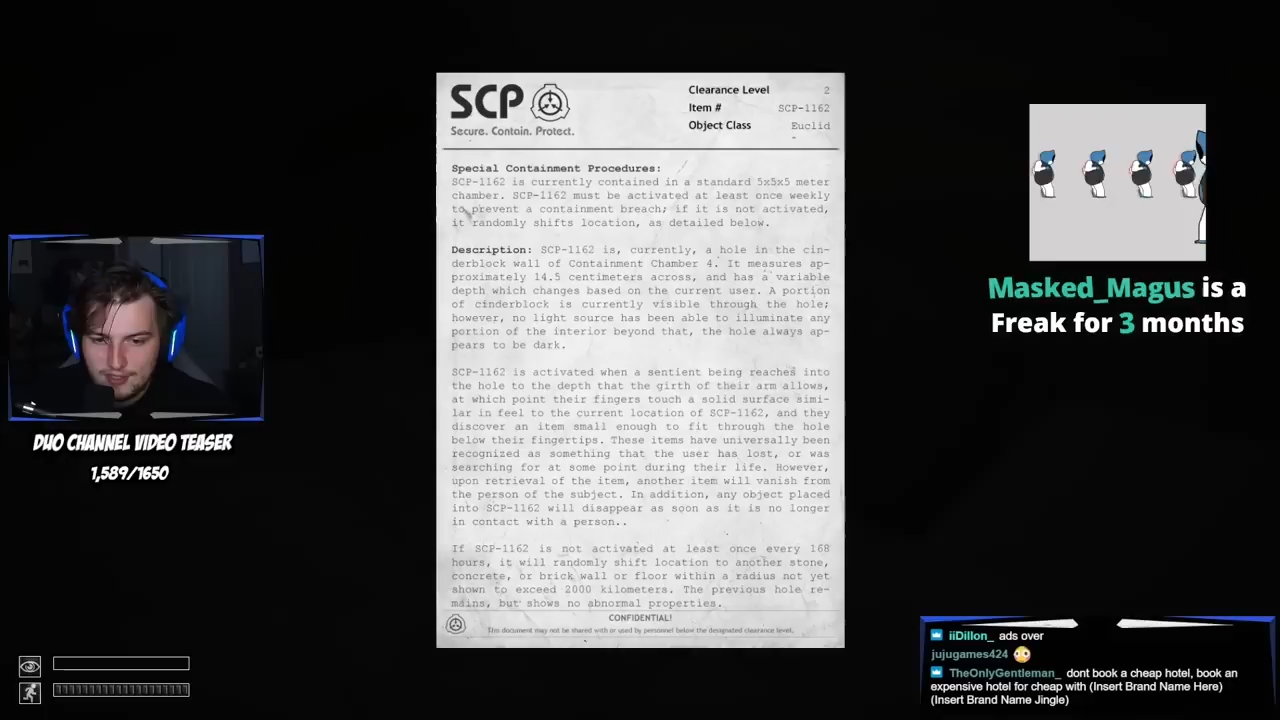 SCP
Secure. Contain. Protect.
Clearance Level 2
Item # SCP-1162
Object Class Euclid
-
Special Containment Procedures:
SCP-1162 is currently contained in a standard 5x5x5 meter
chamber. SCP-1162 must be activated at least once weekly
to prevent a containment breach; if it is not activated,
it randomly shifts location, as detailed below.
Description: SCP-1162 is, currently, a hole in the cin-
derblock wall of Containment Chamber 4. It measures ap-
proximately 14.5 centimeters across, and has a variable
depth which changes based on the current user. A portion
of cinderblock is currently visible through the hole;
however, no light source has been able to illuminate any
portion of the interior beyond that, the hole always ap-
pears to be dark.
SCP-1162 is activated when a sentient being reaches into
the hole to the depth that the girth of their arm allows,
at which point their fingers touch a solid surface simi-
lar in feel to the current location of SCP-1162, and they
discover an item small enough to fit through the hole
below their fingertips. These items have universally been
recognized as something that the user has lost, or was
searching for at some point during their life. However,
upon retrieval of the item, another item will vanish from
the person of the subject. In addition, any object placed
into SCP-1162 will disappear as soon as it is no longer
in contact with a person..
If SCP-1162 is not activated at least once every 168
hours, it will randomly shift location to another stone,
concrete, or brick wall or floor within a radius not yet
shown to exceed 2000 kilometers. The previous hole re-
mains, but shows no abnormal properties.
CONFIDENTIAL!
This document may not be shared with or used by personnel below the designated clearance level.
DUO CHANNEL VIDEO TEASER
1,589/1650
Masked_Magus is a
Freak for 3 months
iiDillon_ ads over
jujugames424
TheOnlyGentleman_ dont book a cheap hotel, book an
expensive hotel for cheap with (Insert Brand Name Here)
(Insert Brand Name Jingle)